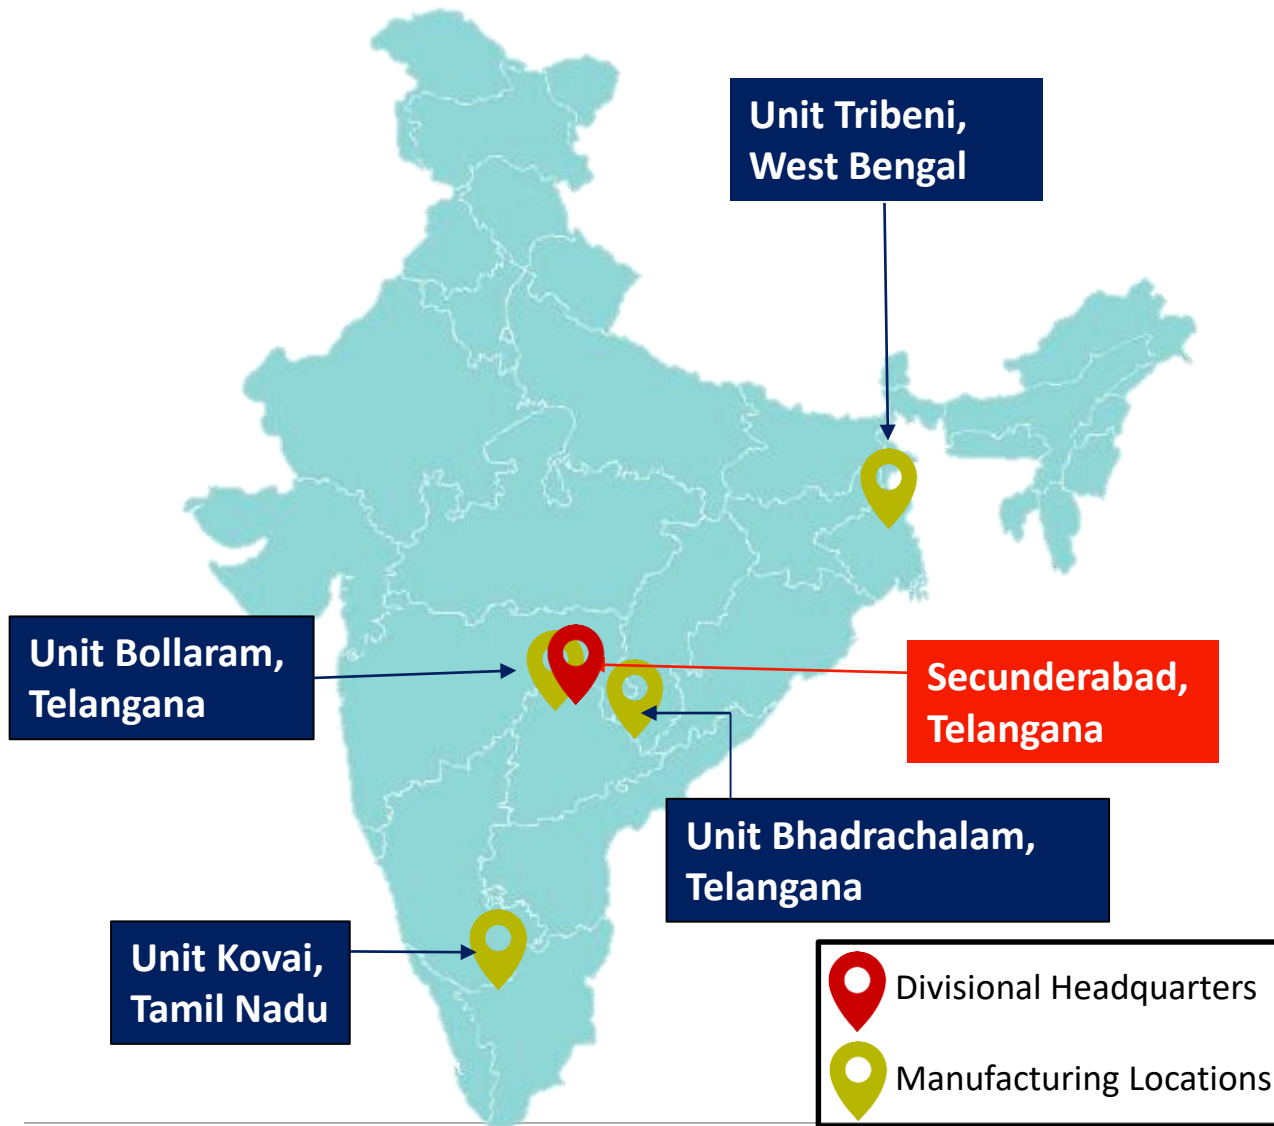 Unit Tribeni,
West Bengal
Unit Bollaram,
Telangana
Secunderabad,
Telangana
Unit Bhadrachalam,
Telangana
Unit Kovai,
Tamil Nadu
Divisional Headquarters
Manufacturing Locations